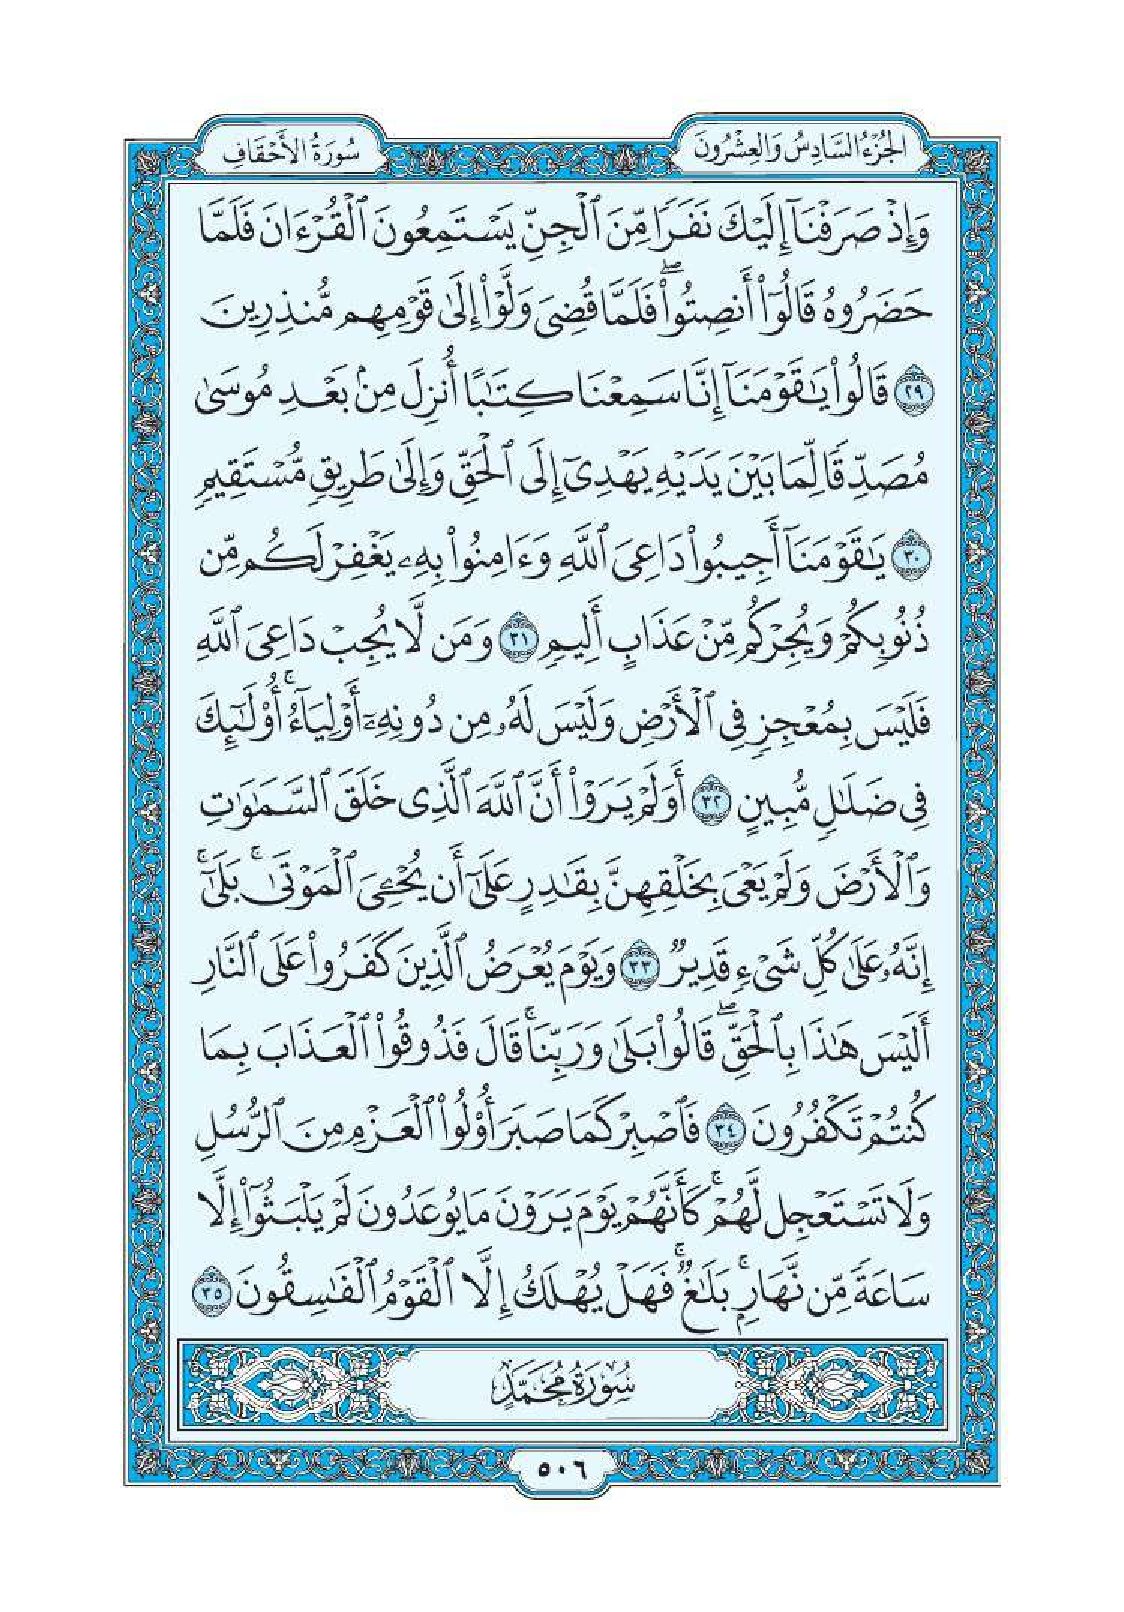 الجُزْءُ السَّادِسُ وَالعِشْرُونَ
سُورَةُ الأَحْقَافِ
وَإِذْ صَرَفْنَآ إِلَيْكَ نَفَرًا مِّنَ ٱلْجِنِّ يَسْتَمِعُونَ ٱلْقُرْءَانَ فَلَمَّا
حَضَرُوهُ قَالُوٓا۟ أَنصِتُوا۟ ۖ فَلَمَّا قُضِىَ وَلَّوْا۟ إِلَىٰ قَوْمِهِم مُّنذِرِينَ
٢٩ قَالُوا۟ يَٰقَوْمَنَآ إِنَّا سَمِعْنَا كِتَٰبًا أُنزِلَ مِنۢ بَعْدِ مُوسَىٰ
مُصَدِّقًا لِّمَا بَيْنَ يَدَيْهِ يَهْدِىٓ إِلَى ٱلْحَقِّ وَإِلَىٰ طَرِيقٍ مُّسْتَقِيمٍ
٣٠ يَٰقَوْمَنَآ أَجِيبُوا۟ دَاعِىَ ٱللَّهِ وَءَامِنُوا۟ بِهِۦ يَغْفِرْ لَكُم مِّن
ذُنُوبِكُمْ وَيُجِرْكُم مِّنْ عَذَابٍ أَلِيمٍ ٣١ وَمَن لَّا يُجِبْ دَاعِىَ ٱللَّهِ
فَلَيْسَ بِمُعْجِزٍ فِى ٱلْأَرْضِ وَلَيْسَ لَهُۥ مِن دُونِهِۦٓ أَوْلِيَآءُ ۚ أُو۟لَٰٓئِكَ
فِى ضَلَٰلٍ مُّبِينٍ ٣٢ أَوَلَمْ يَرَوْا۟ أَنَّ ٱللَّهَ ٱلَّذِى خَلَقَ ٱلسَّمَٰوَٰتِ
وَٱلْأَرْضَ وَلَمْ يَعْىَ بِخَلْقِهِنَّ بِقَٰدِرٍ عَلَىٰٓ أَن يُحْـِۧىَ ٱلْمَوْتَىٰ ۚ بَلَىٰٓ ۚ
إِنَّهُۥ عَلَىٰ كُلِّ شَىْءٍ قَدِيرٌ ٣٣ وَيَوْمَ يُعْرَضُ ٱلَّذِينَ كَفَرُوا۟ عَلَى ٱلنَّارِ
أَلَيْسَ هَٰذَا بِٱلْحَقِّ ۖ قَالُوا۟ بَلَىٰ وَرَبِّنَا ۚ قَالَ فَذُوقُوا۟ ٱلْعَذَابَ بِمَا
كُنتُمْ تَكْفُرُونَ ٣٤ فَٱصْبِرْ كَمَا صَبَرَ أُو۟لُوا۟ ٱلْعَزْمِ مِنَ ٱلرُّسُلِ
وَلَا تَسْتَعْجِل لَّهُمْ ۚ كَأَنَّهُمْ يَوْمَ يَرَوْنَ مَا يُوعَدُونَ لَمْ يَلْبَثُوٓا۟ إِلَّا
سَاعَةً مِّن نَّهَارٍۭ ۚ بَلَٰغٌ ۚ فَهَلْ يُهْلَكُ إِلَّا ٱلْقَوْمُ ٱلْفَٰسِقُونَ ٣٥
سُورَةُ مُحَمَّدٍ
٥٠٦